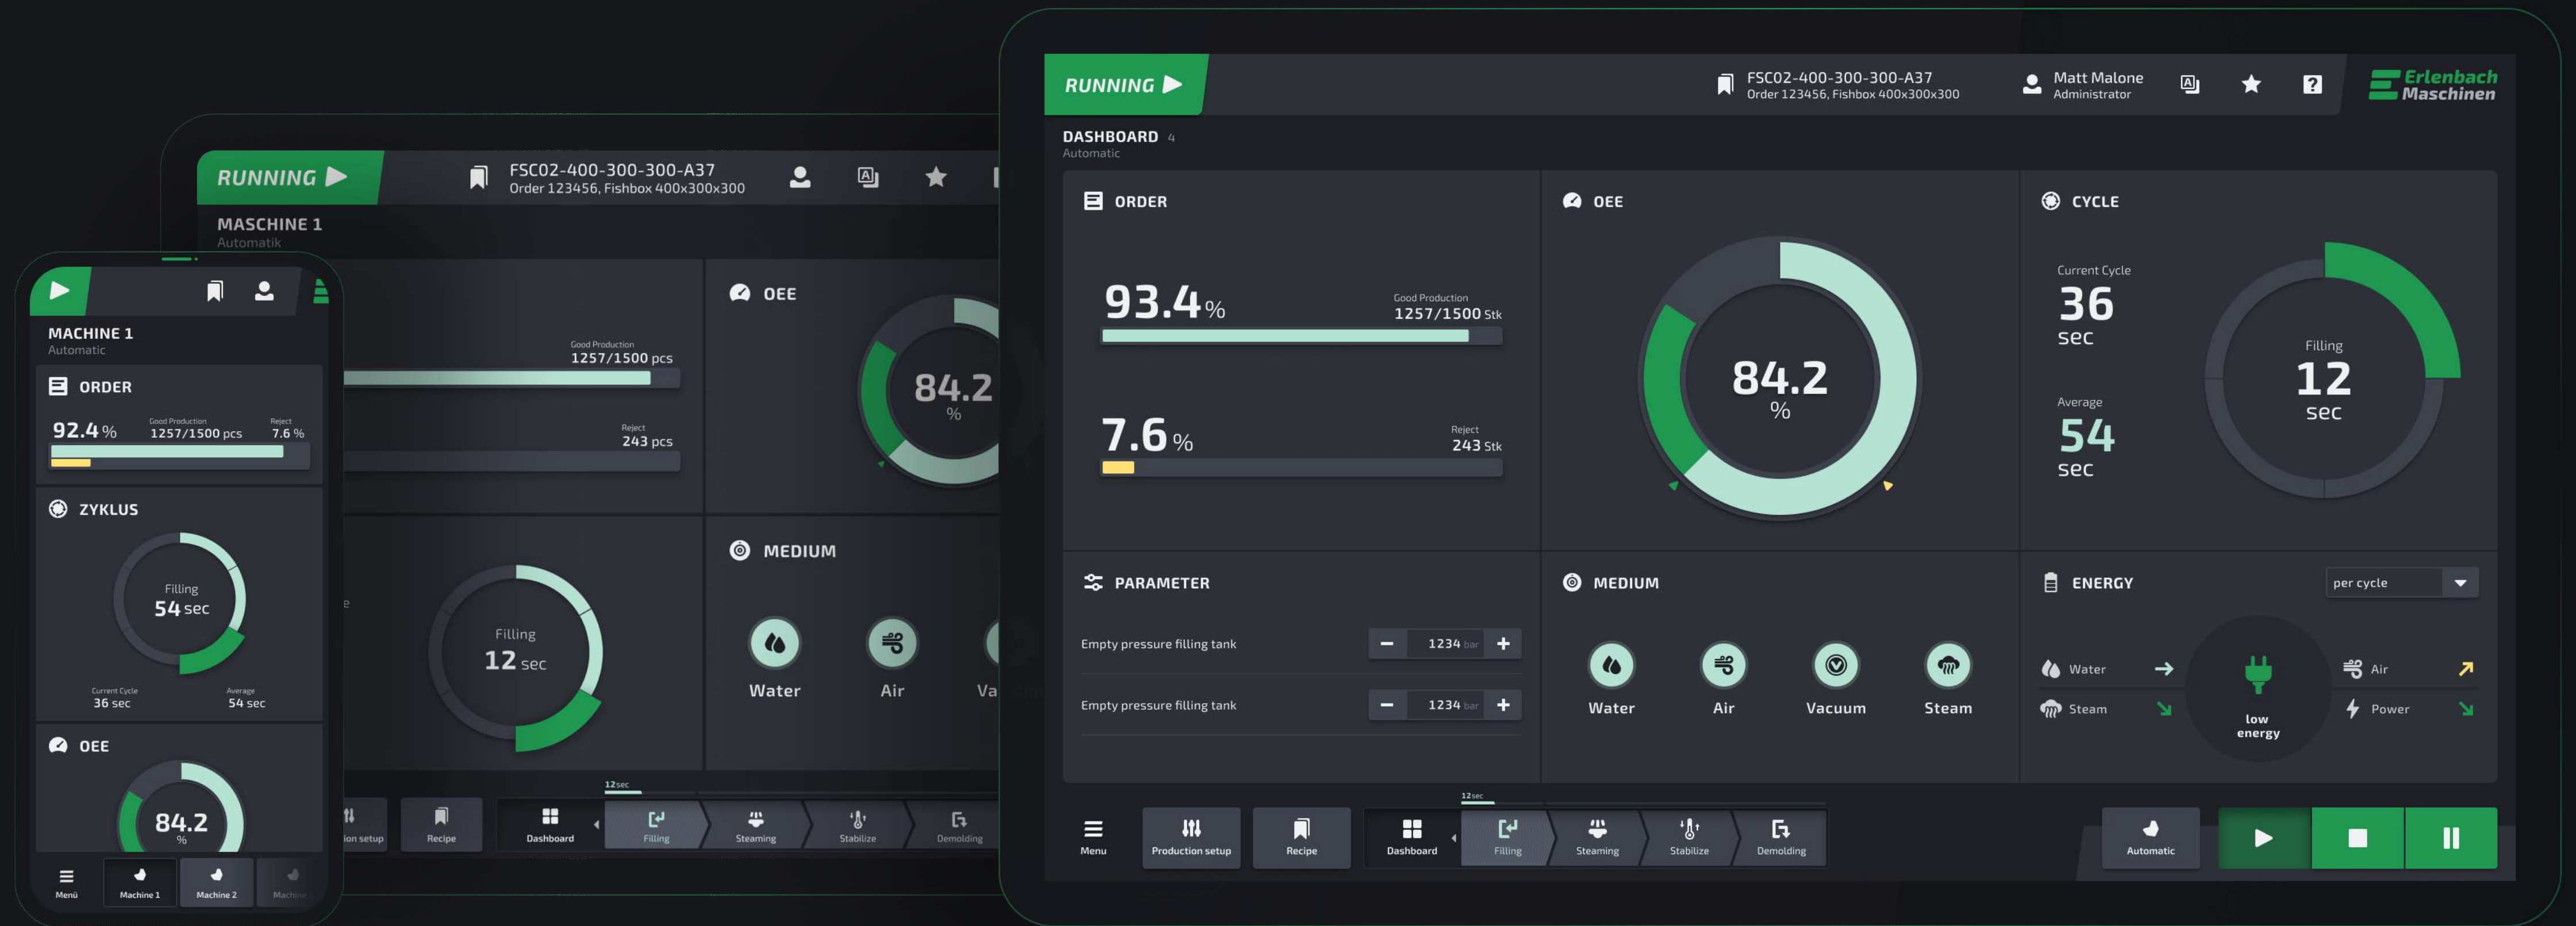 MACHINE 1
Automatic
ORDER
92.4 %
Good Production
1257/1500 pcs
Reject
7.6 %
ZYKLUS
Filling
54 sec
Current Cycle
36 sec
Average
54 sec
OEE
84.2
%
Menü
Machine 1
Machine 2
Machine
RUNNING
FSC02-400-300-300-A37
Order 123456, Fishbox 400x300x300
MASCHINE 1
Automatik
Good Production
1257/1500 pcs
Reject
243 pcs
OEE
84.2
%
Filling
12 sec
MEDIUM
Water
Air
12sec
setup
Recipe
Dashboard
Filling
Steaming
Stabilize
Demolding
RUNNING
FSC02-400-300-300-A37
Order 123456, Fishbox 400x300x300
Matt Malone
Administrator
A
?
Erlenbach
Maschinen
DASHBOARD 4
Automatic
ORDER
93.4 %
Good Production
1257/1500 Stk
7.6 %
Reject
243 Stk
OEE
84.2
%
CYCLE
Current Cycle
36
sec
Average
54
sec
Filling
12
sec
PARAMETER
Empty pressure filling tank
1234 bar
Empty pressure filling tank
1234 bar
MEDIUM
Water
Air
Vacuum
Steam
ENERGY
per cycle
Water
Steam
low
energy
Air
Power
12sec
Menu
Production setup
Recipe
Dashboard
Filling
Steaming
Stabilize
Demolding
Automatic